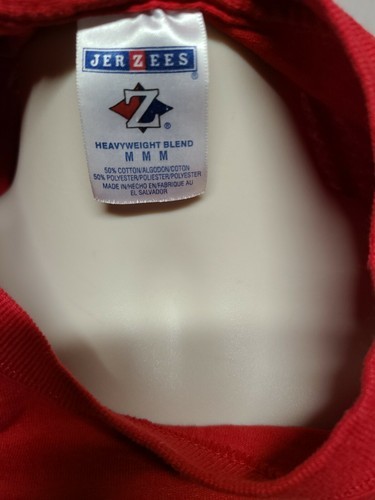 JERZEES
®
Z
®
HEAVYWEIGHT BLEND
M M M
50% COTTON/ALGODON/COTON
50% POLYESTER/POLIESTER/POLYESTER
MADE IN/HECHO EN/FABRIQUE AU
EL SALVADOR